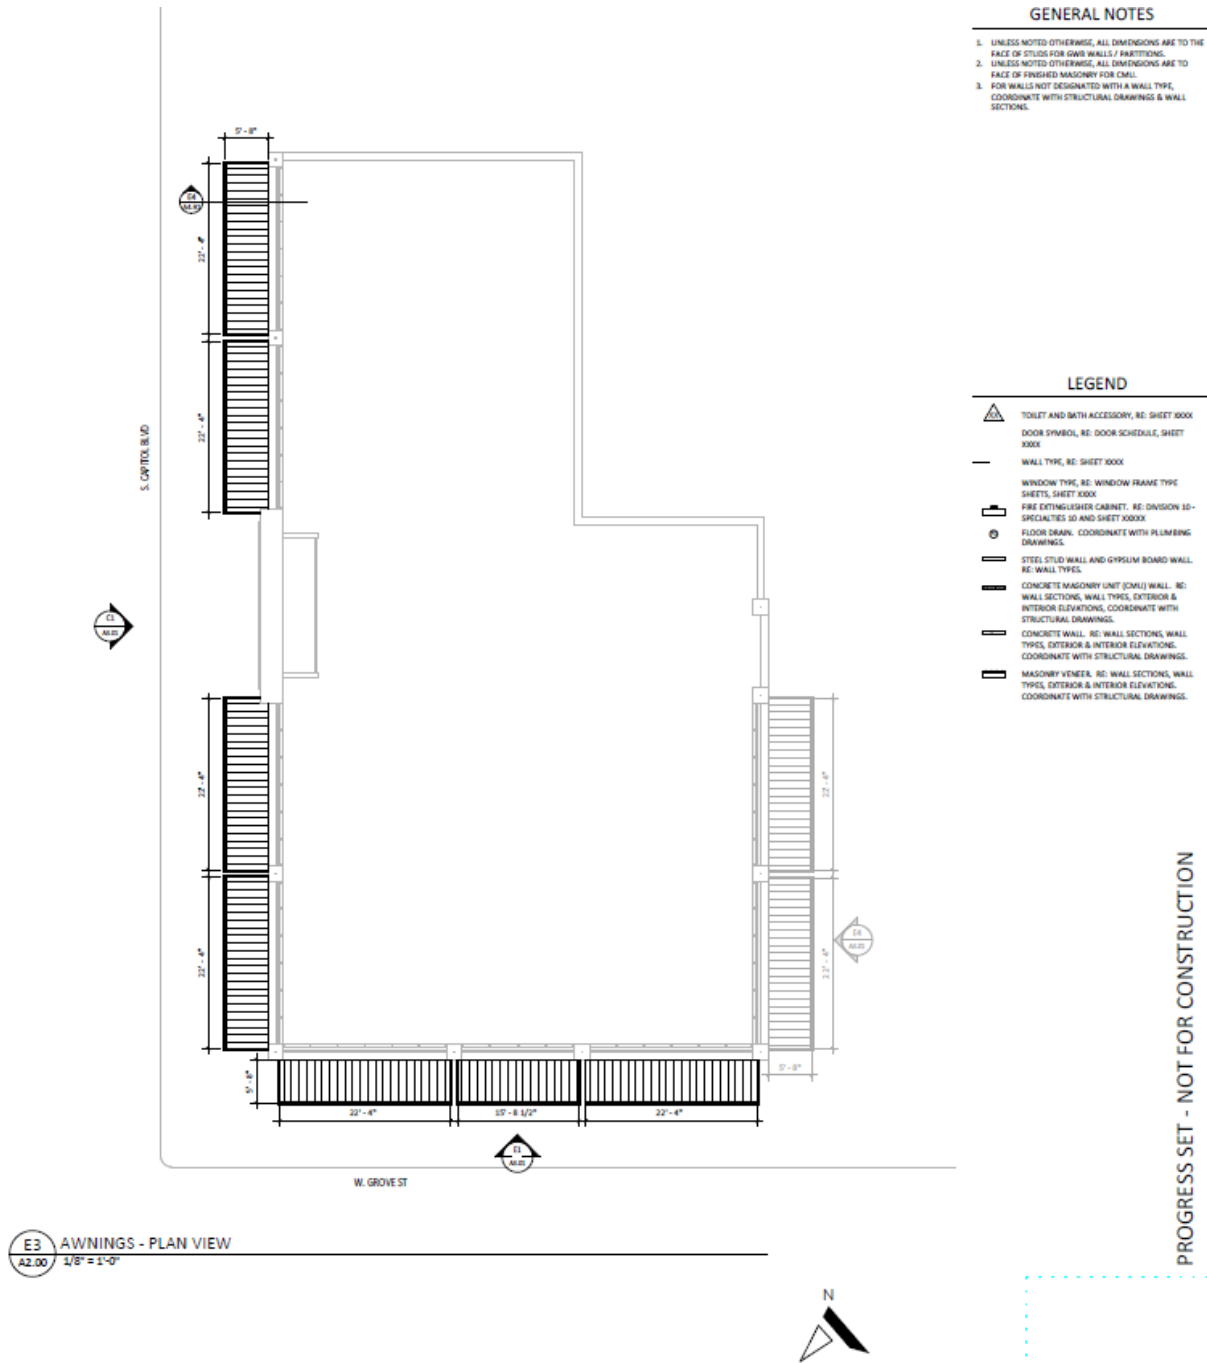 GENERAL NOTES
1. UNLESS NOTED OTHERWISE, ALL DIMENSIONS ARE TO THE
FACE OF STUDS FOR GWB WALLS / PARTITIONS.
2. UNLESS NOTED OTHERWISE, ALL DIMENSIONS ARE TO
FACE OF FINISHED MASONRY FOR CMU.
3. FOR WALLS NOT DESIGNATED WITH A WALL TYPE,
COORDINATE WITH STRUCTURAL DRAWINGS & WALL
SECTIONS.
5' - 8"
E4
22' - 4"
22' - 4"
S. CAPITOL BLVD
C1
A8.01
22' - 4"
22' - 4"
22' - 4"
22' - 4"
E4
A8.01
5' - 8"
5' - 8"
22' - 4"
15' - 8 1/2"
22' - 4"
E1
A8.01
W. GROVE ST
LEGEND
TOILET AND BATH ACCESSORY, RE: SHEET XXXX
DOOR SYMBOL, RE: DOOR SCHEDULE, SHEET
XXXX
WALL TYPE, RE: SHEET XXXX
WINDOW TYPE, RE: WINDOW FRAME TYPE
SHEETS, SHEET XXXX
FIRE EXTINGUISHER CABINET. RE: DIVISION 10 -
SPECIALTIES 10 AND SHEET XXXXX
FLOOR DRAIN. COORDINATE WITH PLUMBING
DRAWINGS.
STEEL STUD WALL AND GYPSUM BOARD WALL.
RE: WALL TYPES.
CONCRETE MASONRY UNIT (CMU) WALL. RE:
WALL SECTIONS, WALL TYPES, EXTERIOR &
INTERIOR ELEVATIONS, COORDINATE WITH
STRUCTURAL DRAWINGS.
CONCRETE WALL. RE: WALL SECTIONS, WALL
TYPES, EXTERIOR & INTERIOR ELEVATIONS.
COORDINATE WITH STRUCTURAL DRAWINGS.
MASONRY VENEER. RE: WALL SECTIONS, WALL
TYPES, EXTERIOR & INTERIOR ELEVATIONS.
COORDINATE WITH STRUCTURAL DRAWINGS.
PROGRESS SET - NOT FOR CONSTRUCTION
E3
A2.00
AWNINGS - PLAN VIEW
1/8" = 1'-0"
N